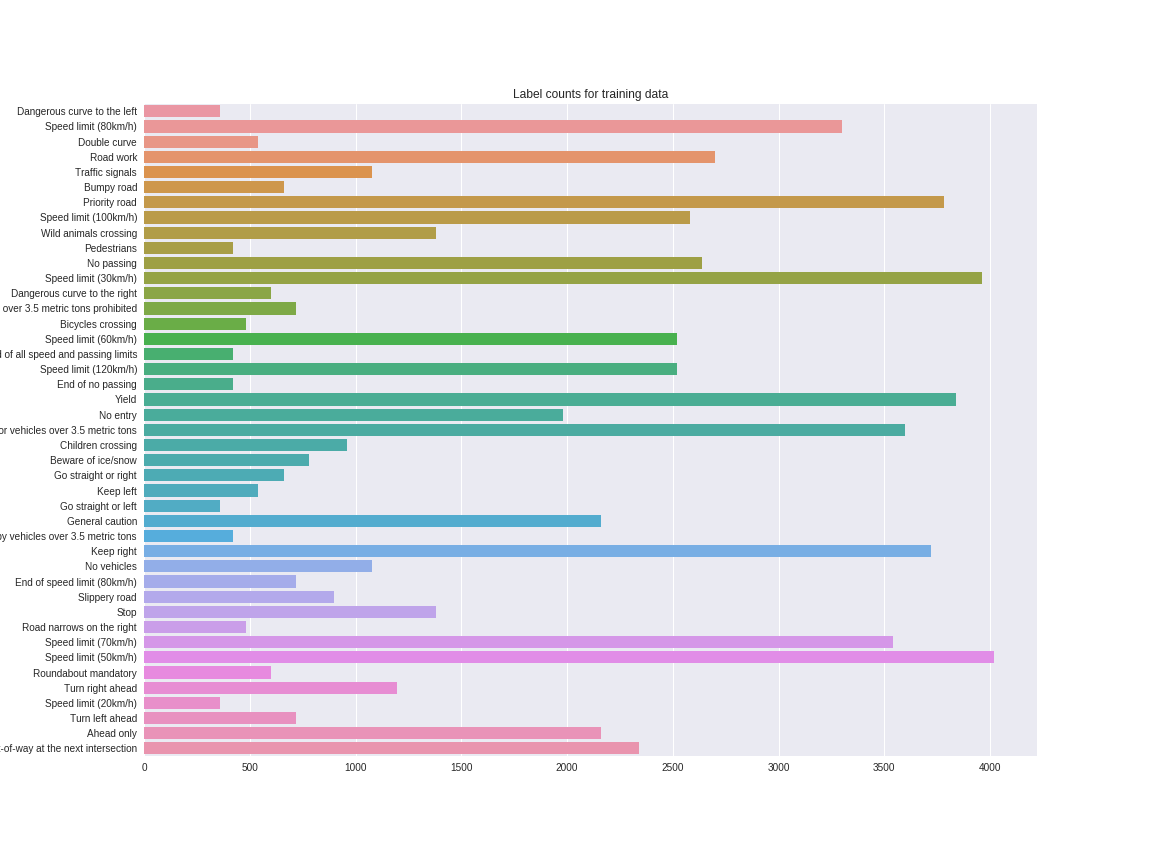 Label counts for training data
Dangerous curve to the left
Speed limit (80km/h)
Double curve
Road work
Traffic signals
Bumpy road
Priority road
Speed limit (100km/h)
Wild animals crossing
Pedestrians
No passing
Speed limit (30km/h)
Dangerous curve to the right
over 3.5 metric tons prohibited
Bicycles crossing
Speed limit (60km/h)
of all speed and passing limits
Speed limit (120km/h)
End of no passing
Yield
No entry
or vehicles over 3.5 metric tons
Children crossing
Beware of ice/snow
Go straight or right
Keep left
Go straight or left
General caution
by vehicles over 3.5 metric tons
Keep right
No vehicles
End of speed limit (80km/h)
Slippery road
Stop
Road narrows on the right
Speed limit (70km/h)
Speed limit (50km/h)
Roundabout mandatory
Turn right ahead
Speed limit (20km/h)
Turn left ahead
Ahead only
-of-way at the next intersection
0 500 1000 1500 2000 2500 3000 3500 4000